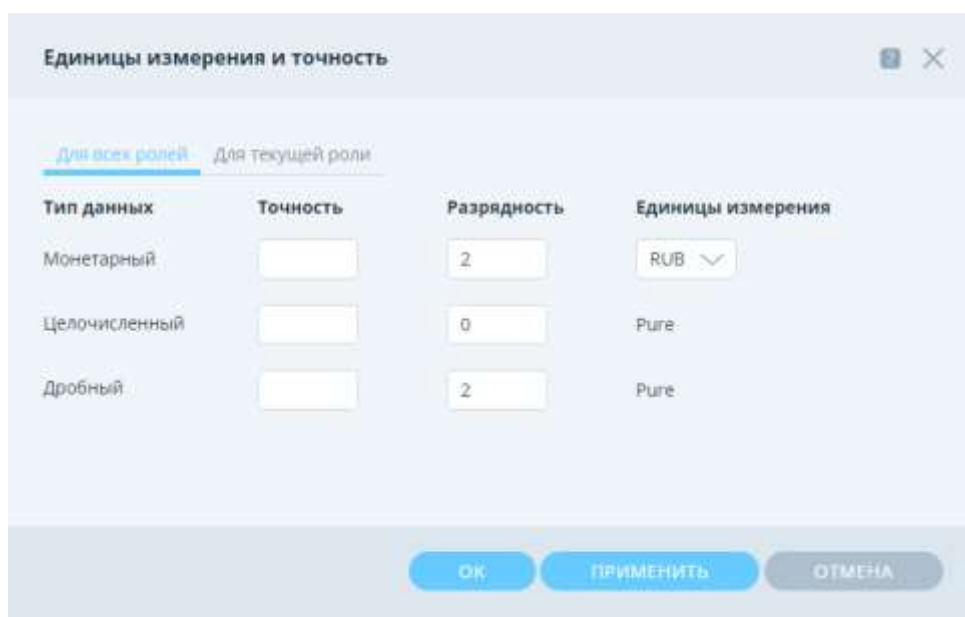 Единицы измерения и точность ?
Для всех ролей Для текущей роли
Тип данных Точность Разрядность Единицы измерения
Монетарный 2 RUB
Целочисленный 0 Pure
Дробный 2 Pure
ОК ПРИМЕНИТЬ ОТМЕНА